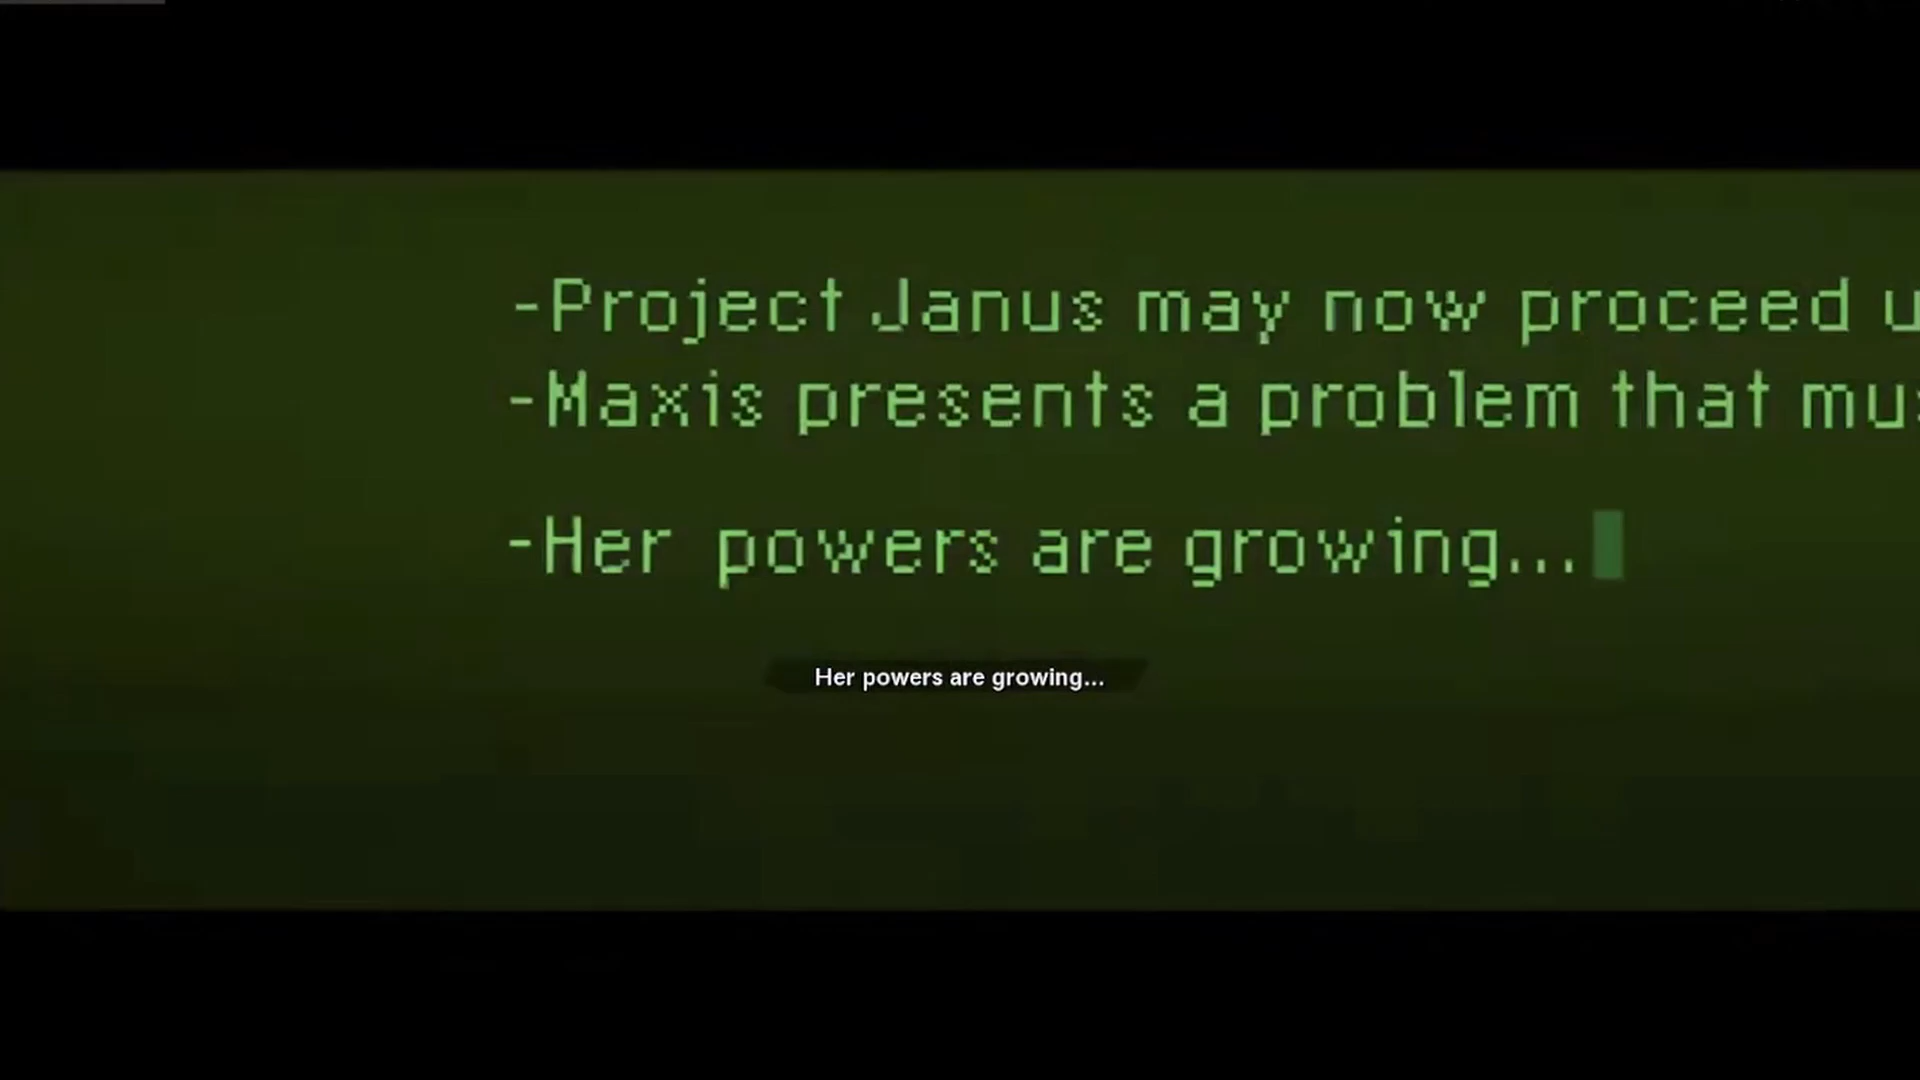 -Project Janus may now proceed
-Maxis presents a problem that
-Her powers are growing...
Her powers are growing...